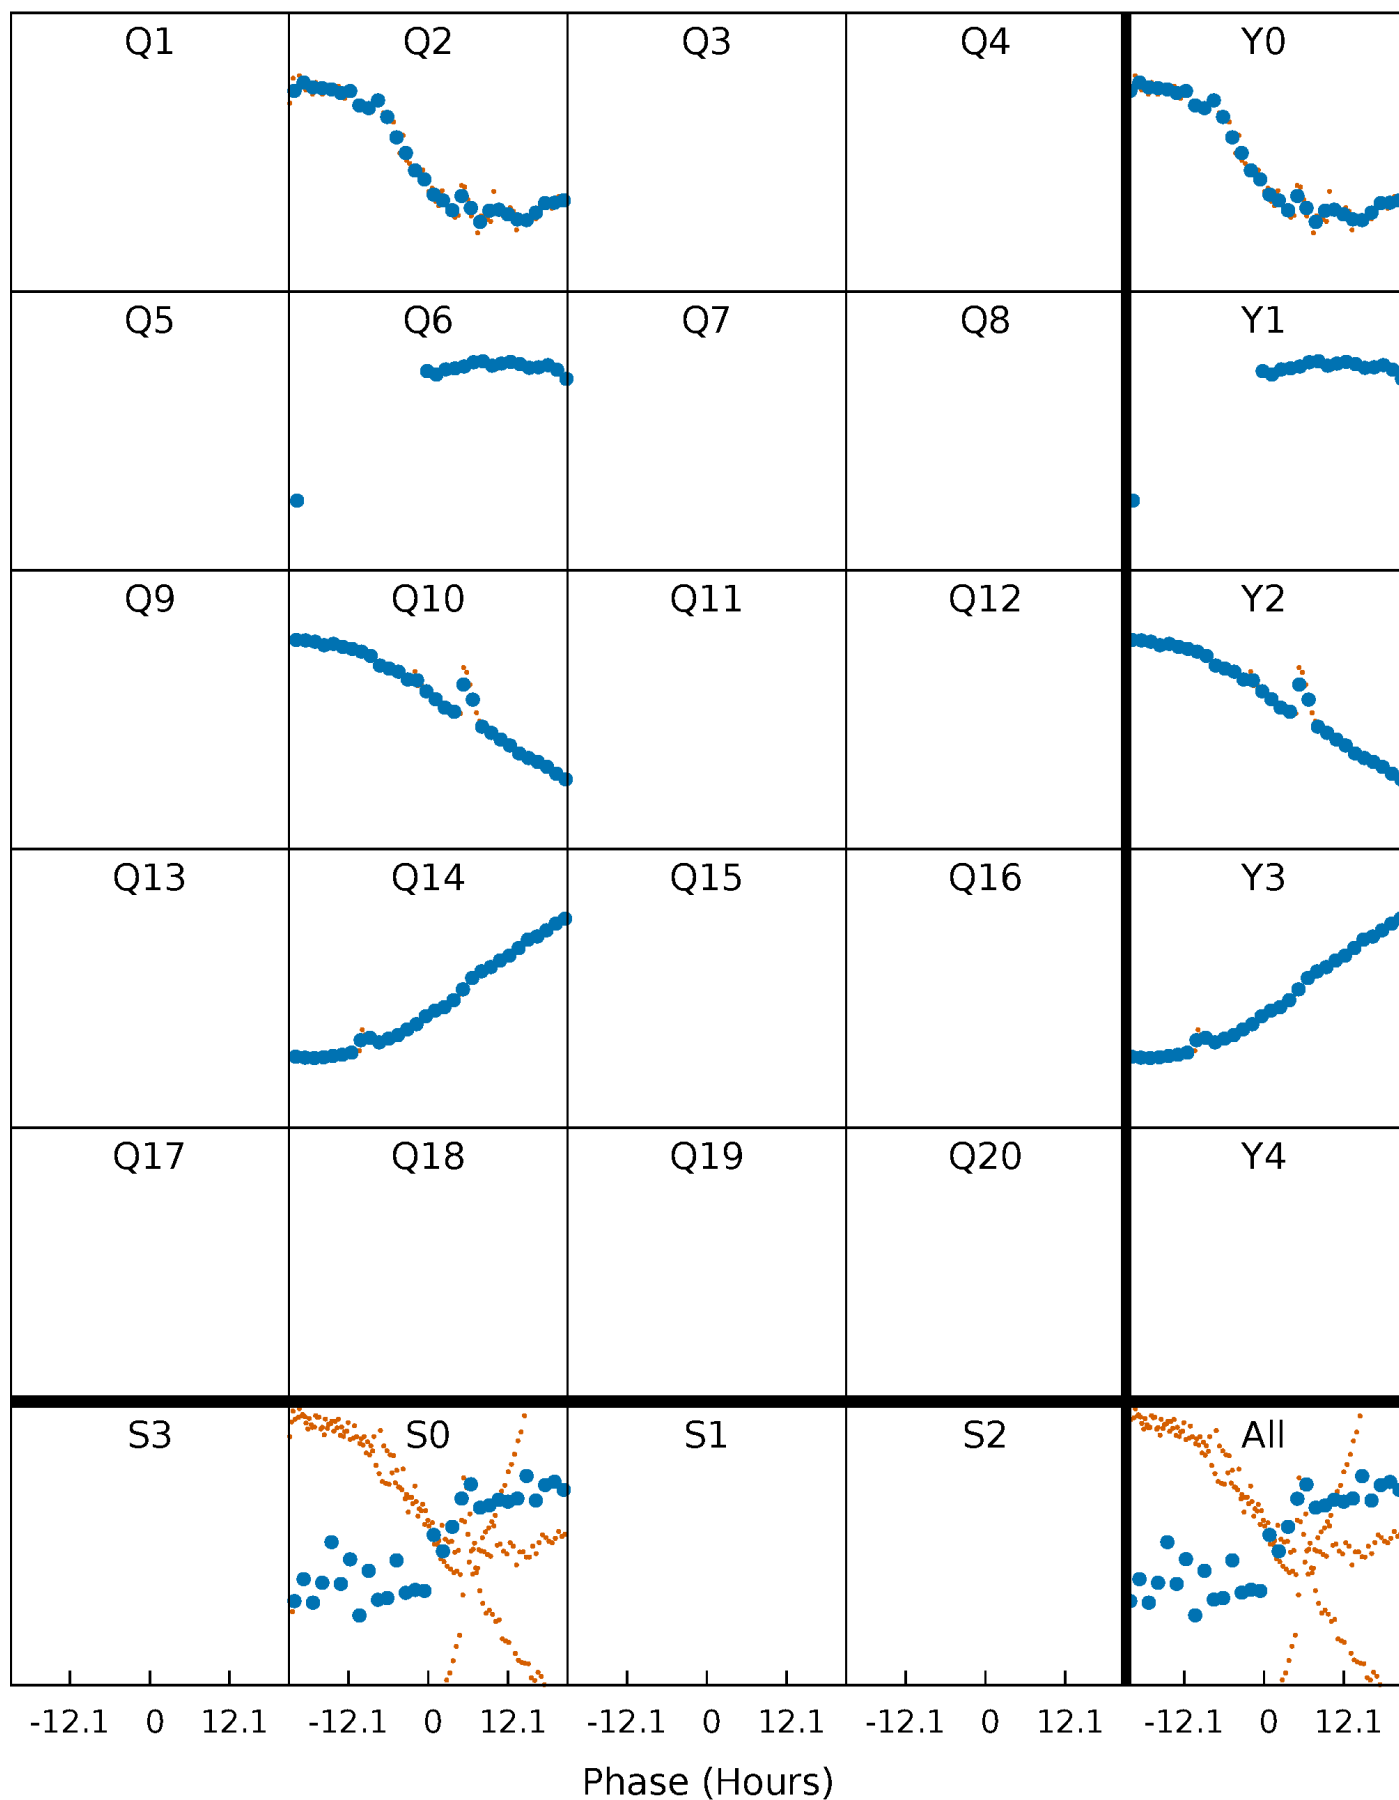 Q1 Q2 Q3 Q4 Y0
Q5 Q6 Q7 Q8 Y1
Q9 Q10 Q11 Q12 Y2
Q13 Q14 Q15 Q16 Y3
Q17 Q18 Q19 Q20 Y4
S3 S0 S1 S2 All
-12.1 0 12.1 -12.1 0 12.1 -12.1 0 12.1 -12.1 0 12.1 -12.1 0 12.1
Phase (Hours)